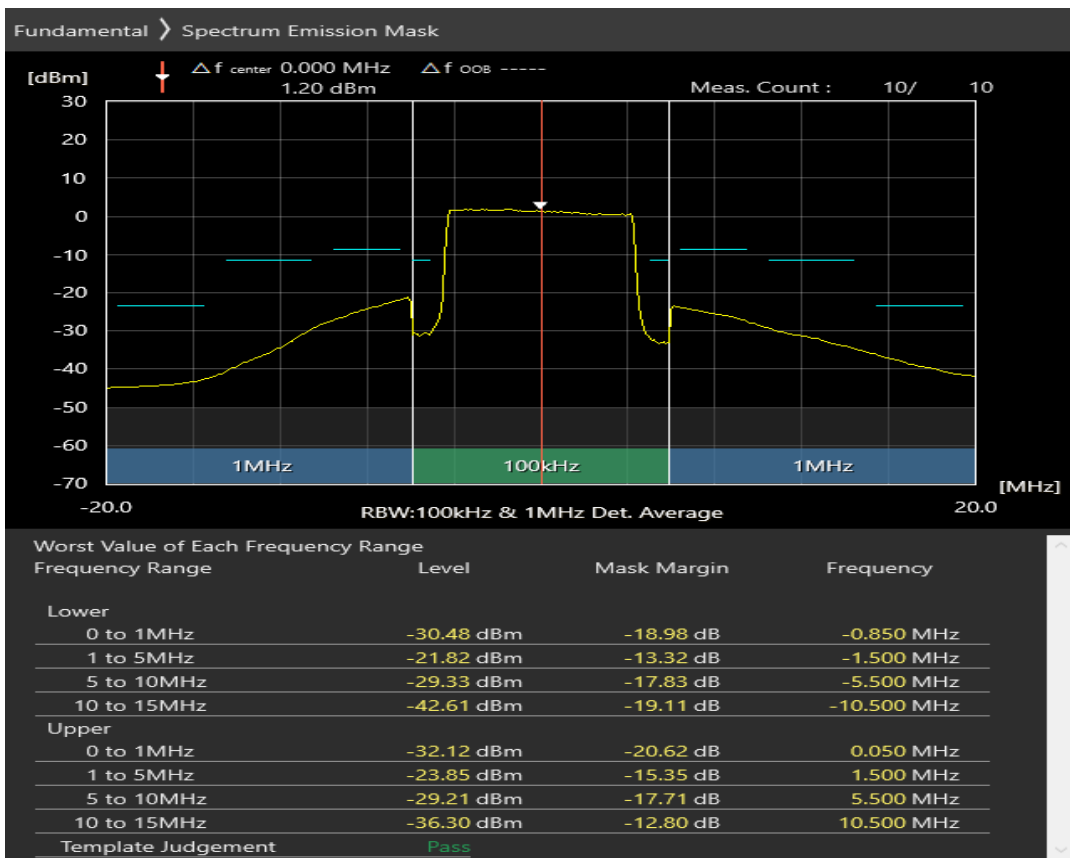 Fundamental 〉 Spectrum Emission Mask
[dBm] △f center 0.000 MHz △f OOB -----
1.20 dBm Meas. Count : 10/ 10
30
20
10
0
-10
-20
-30
-40
-50
-60
1MHz 100kHz 1MHz
-70 [MHz]
-20.0 RBW:100kHz & 1MHz Det. Average 20.0
Worst Value of Each Frequency Range
Frequency Range Level Mask Margin Frequency
Lower
0 to 1MHz -30.48 dBm -18.98 dB -0.850 MHz
1 to 5MHz -21.82 dBm -13.32 dB -1.500 MHz
5 to 10MHz -29.33 dBm -17.83 dB -5.500 MHz
10 to 15MHz -42.61 dBm -19.11 dB -10.500 MHz
Upper
0 to 1MHz -32.12 dBm -20.62 dB 0.050 MHz
1 to 5MHz -23.85 dBm -15.35 dB 1.500 MHz
5 to 10MHz -29.21 dBm -17.71 dB 5.500 MHz
10 to 15MHz -36.30 dBm -12.80 dB 10.500 MHz
Template Judgement Pass